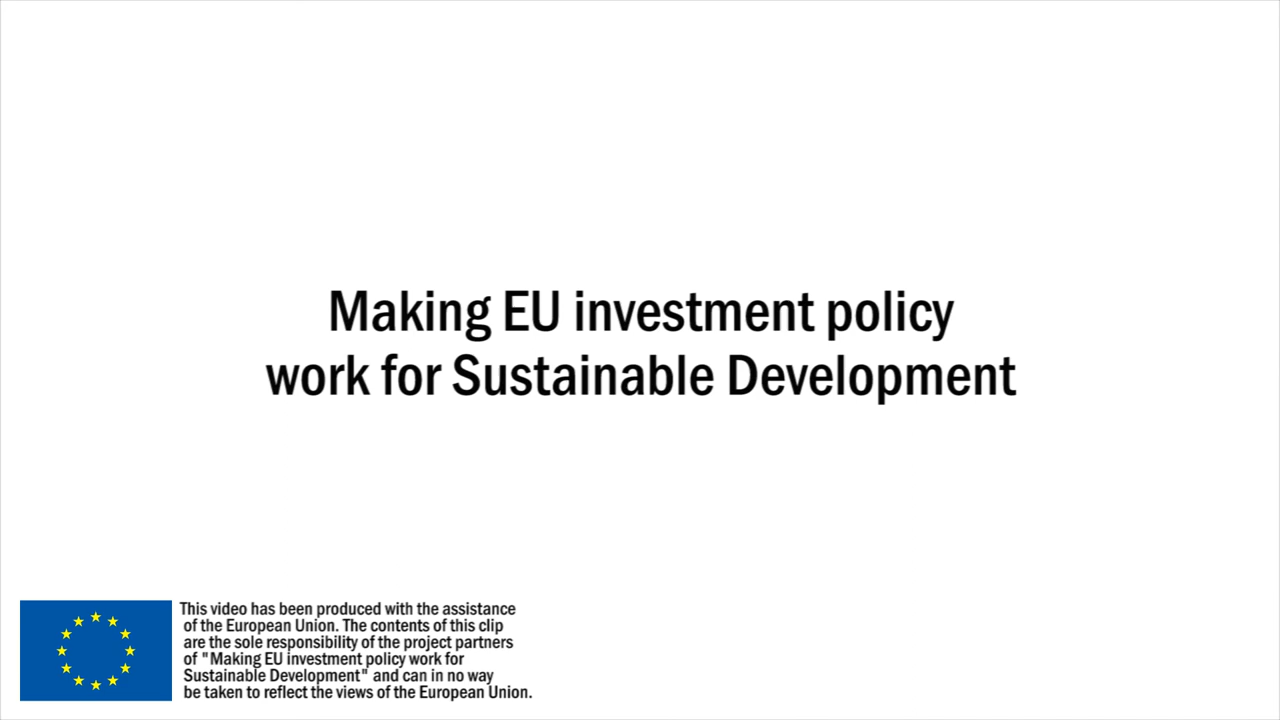 Making EU investment policy
work for Sustainable Development
This video has been produced with the assistance
of the European Union. The contents of this clip
are the sole responsibility of the project partners
of "Making EU investment policy work for
Sustainable Development" and can in no way
be taken to reflect the views of the European Union.